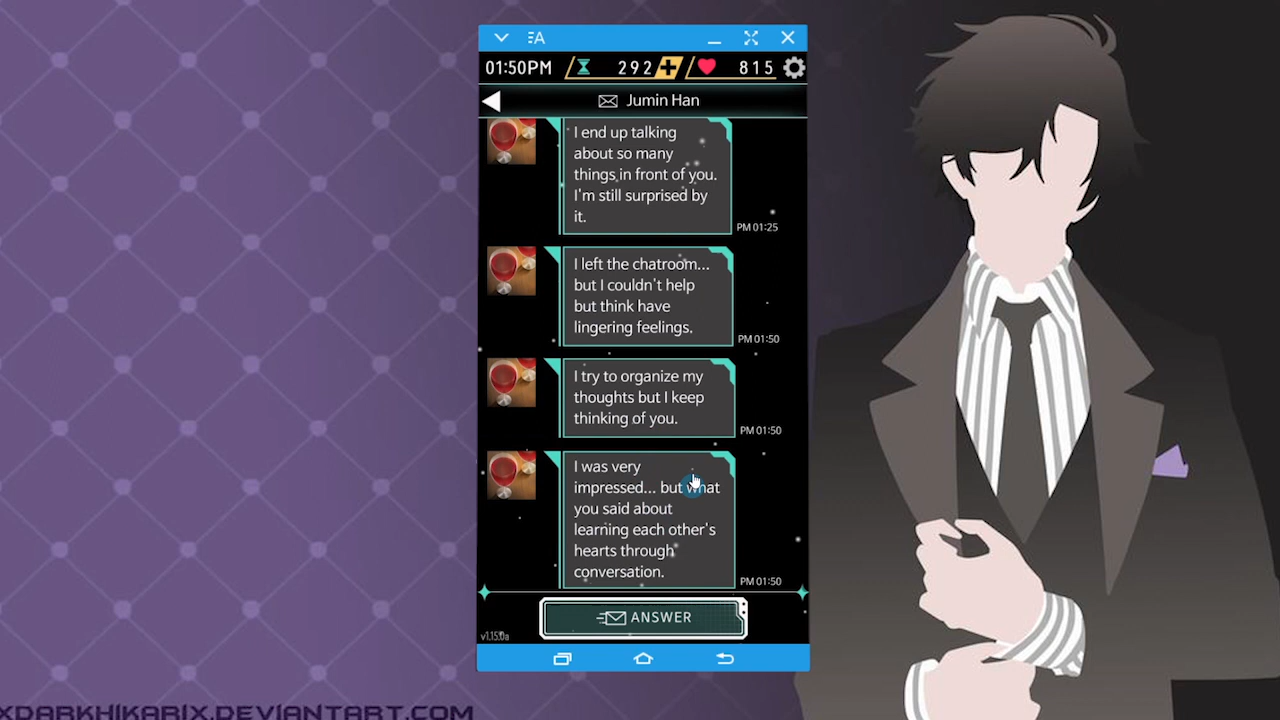 01:50PM 292 815
Jumin Han
I end up talking
about so many
things in front of you.
I'm still surprised by
it.
PM 01:25
I left the chatroom...
but I couldn't help
but think have
lingering feelings.
PM 01:50
I try to organize my
thoughts but I keep
thinking of you.
PM 01:50
I was very
impressed... but what
you said about
learning each other's
hearts through
conversation.
PM 01:50
ANSWER
v1.15.0a
XDARKHIKARIX.DEVIANTART.COM